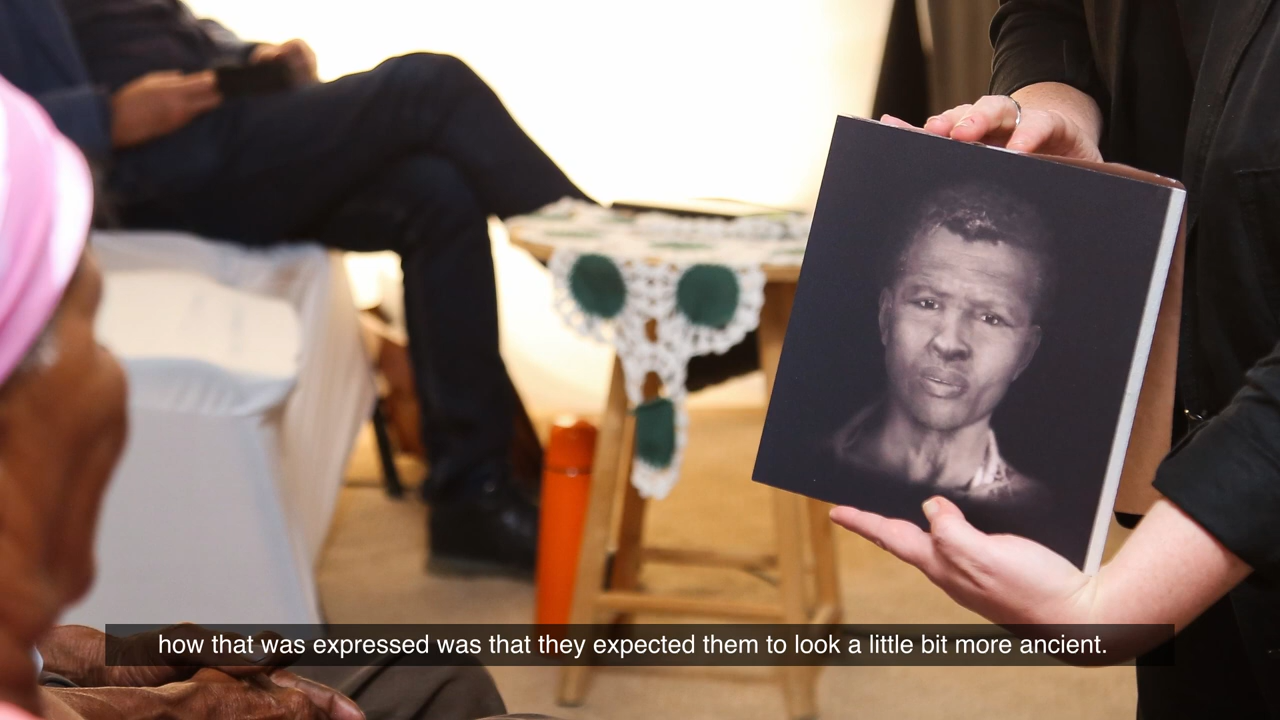 how that was expressed was that they expected them to look a little bit more ancient.